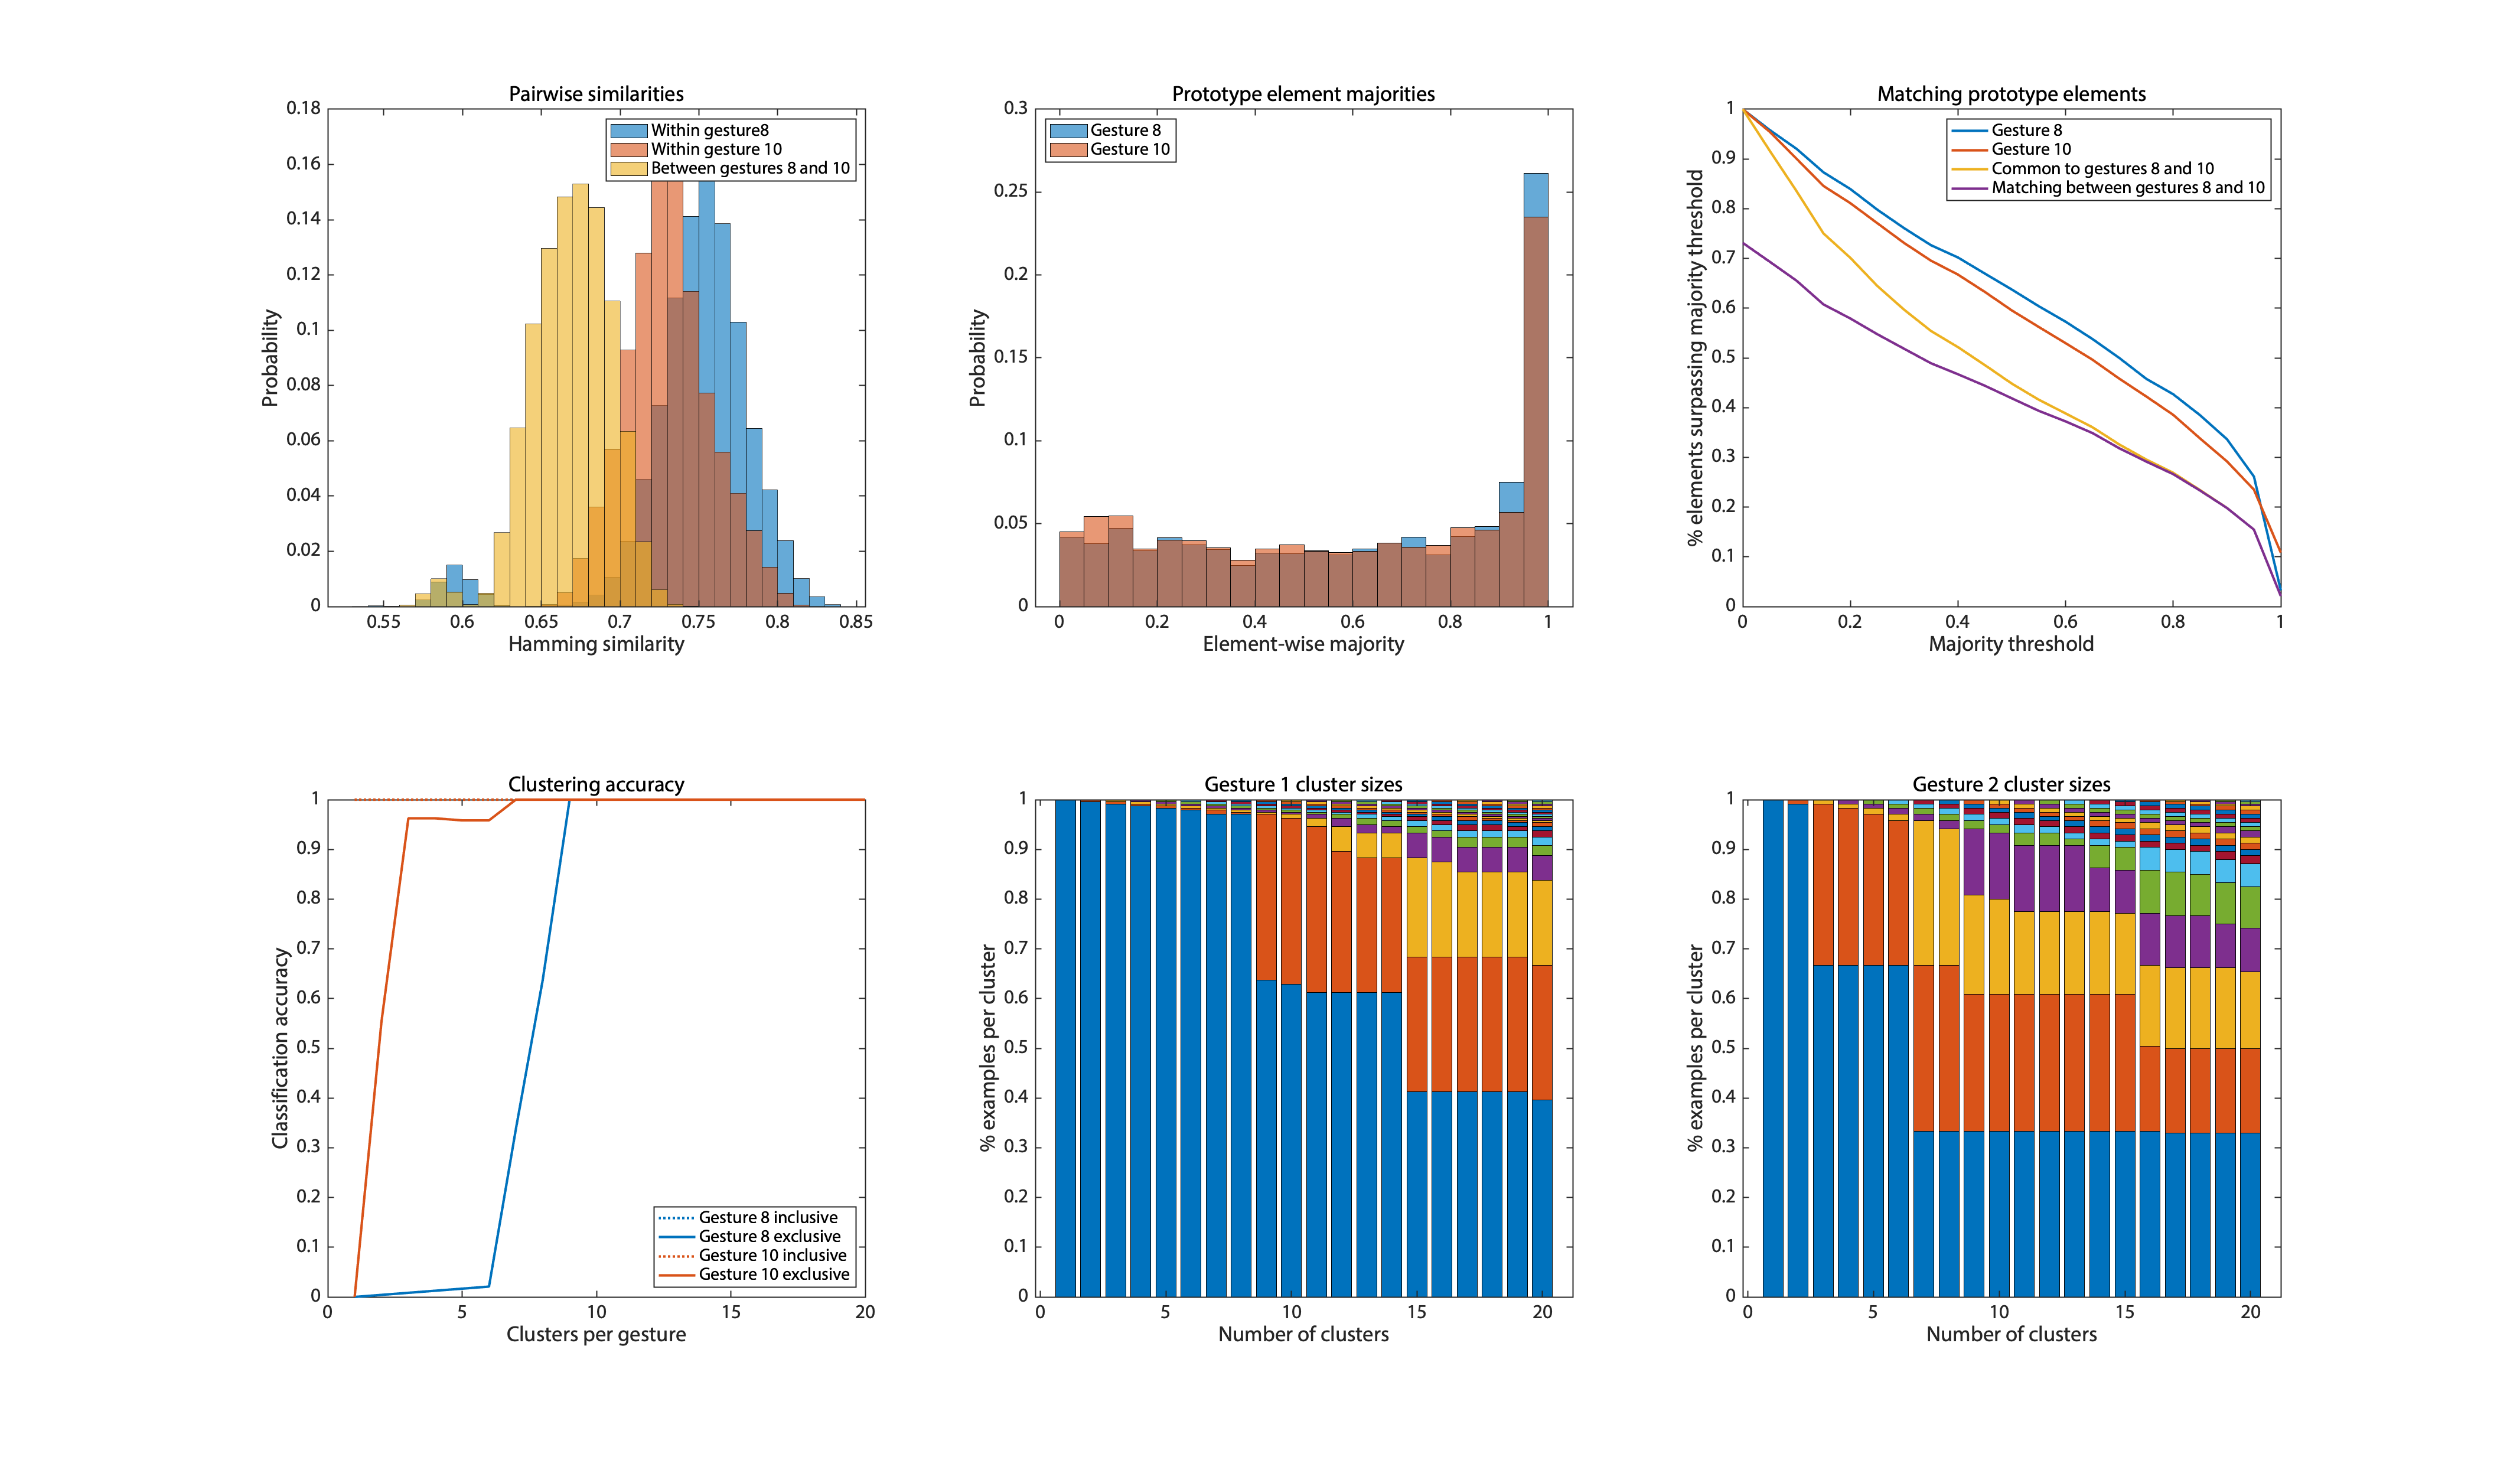 Pairwise similarities
0.18
0.16
0.14
0.12
0.1
0.08
0.06
0.04
0.02
0
Probability
Within gesture8
Within gesture 10
Between gestures 8 and 10
0.55 0.6 0.65 0.7 0.75 0.8 0.85
Hamming similarity
Prototype element majorities
0.3
0.25
0.2
0.15
0.1
0.05
0
Probability
Gesture 8
Gesture 10
0 0.2 0.4 0.6 0.8 1
Element-wise majority
Matching prototype elements
1
0.9
0.8
0.7
0.6
0.5
0.4
0.3
0.2
0.1
0
% elements surpassing majority threshold
Gesture 8
Gesture 10
Common to gestures 8 and 10
Matching between gestures 8 and 10
0 0.2 0.4 0.6 0.8 1
Majority threshold
Clustering accuracy
1
0.9
0.8
0.7
0.6
0.5
0.4
0.3
0.2
0.1
0
Classification accuracy
Gesture 8 inclusive
Gesture 8 exclusive
Gesture 10 inclusive
Gesture 10 exclusive
0 5 10 15 20
Clusters per gesture
Gesture 1 cluster sizes
1
0.9
0.8
0.7
0.6
0.5
0.4
0.3
0.2
0.1
0
% examples per cluster
0 5 10 15 20
Number of clusters
Gesture 2 cluster sizes
1
0.9
0.8
0.7
0.6
0.5
0.4
0.3
0.2
0.1
0
% examples per cluster
0 5 10 15 20
Number of clusters